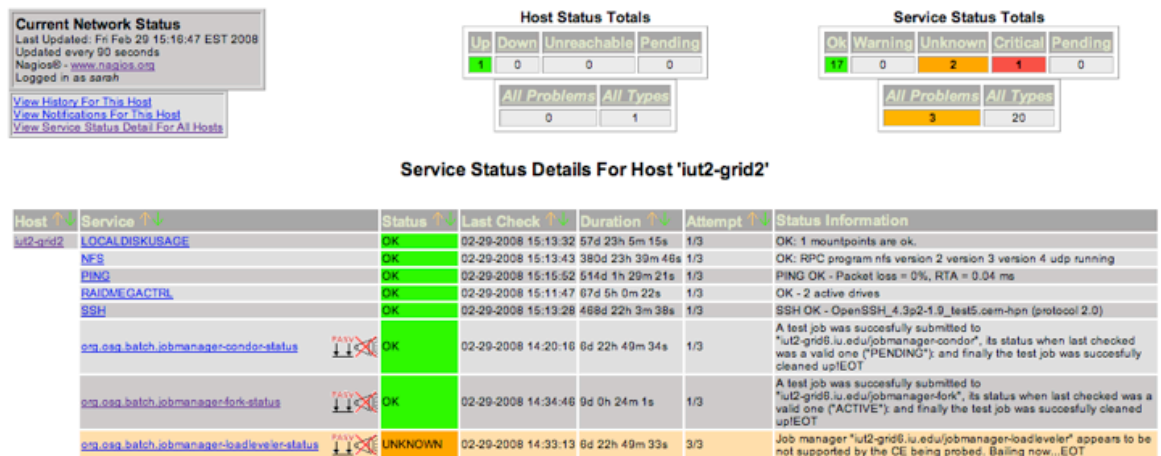 Current Network Status
Last Updated: Fri Feb 29 15:16:47 EST 2008
Updated every 90 seconds
Nagios® - www.nagios.org
Logged in as sarah
View History For This Host
View Notifications For This Host
View Service Status Detail For All Hosts
Host Status Totals
Up Down Unreachable Pending
1 0 0 0
All Problems All Types
0 1
Service Status Totals
Ok Warning Unknown Critical Pending
17 0 2 1 0
All Problems All Types
3 20
Service Status Details For Host 'iut2-grid2'
Host Service Status Last Check Duration Attempt Status Information
iut2-grid2 LOCALDISKUSAGE OK 02-29-2008 15:13:32 57d 23h 5m 15s 1/3 OK: 1 mountpoints are ok.
NFS OK 02-29-2008 15:13:43 380d 23h 39m 46s 1/3 OK: RPC program nfs version 2 version 3 version 4 udp running
PING OK 02-29-2008 15:15:52 514d 1h 29m 21s 1/3 PING OK - Packet loss = 0%, RTA = 0.04 ms
RAIDMEGACTRL OK 02-29-2008 15:11:47 67d 5h 0m 22s 1/3 OK - 2 active drives
SSH OK 02-29-2008 15:13:28 468d 22h 3m 38s 1/3 SSH OK - OpenSSH_4.3p2-1.9_test5.cern-hpn (protocol 2.0)
org.osg.batch.jobmanager-condor-status PASV OK 02-29-2008 14:20:16 6d 22h 49m 34s 1/3 A test job was succesfully submitted to
"iut2-grid6.iu.edu/jobmanager-condor", its status when last checked
was a valid one ("PENDING"); and finally the test job was succesfully
cleaned up!EOT
org.osg.batch.jobmanager-fork-status PASV OK 02-29-2008 14:34:46 9d 0h 24m 1s 1/3 A test job was succesfully submitted to
"iut2-grid6.iu.edu/jobmanager-fork", its status when last checked was a
valid one ("ACTIVE"); and finally the test job was succesfully cleaned
up!EOT
org.osg.batch.jobmanager-loadleveler-status PASV UNKNOWN 02-29-2008 14:33:13 6d 22h 49m 33s 3/3 Job manager "iut2-grid6.iu.edu/jobmanager-loadleveler" appears to be
not supported by the CE being probed. Bailing now...EOT